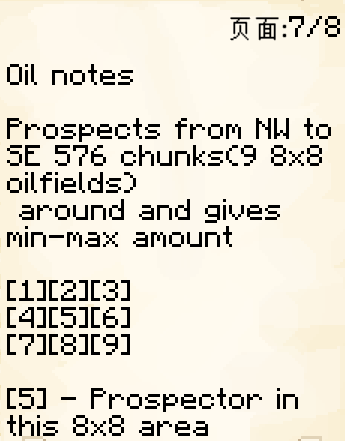 页面:7/8
Oil notes
Prospects from NW to
SE 576 chunks(9 8x8
oilfields)
around and gives
min-max amount
[1][2][3]
[4][5][6]
[7][8][9]
[5] - Prospector in
this 8x8 area